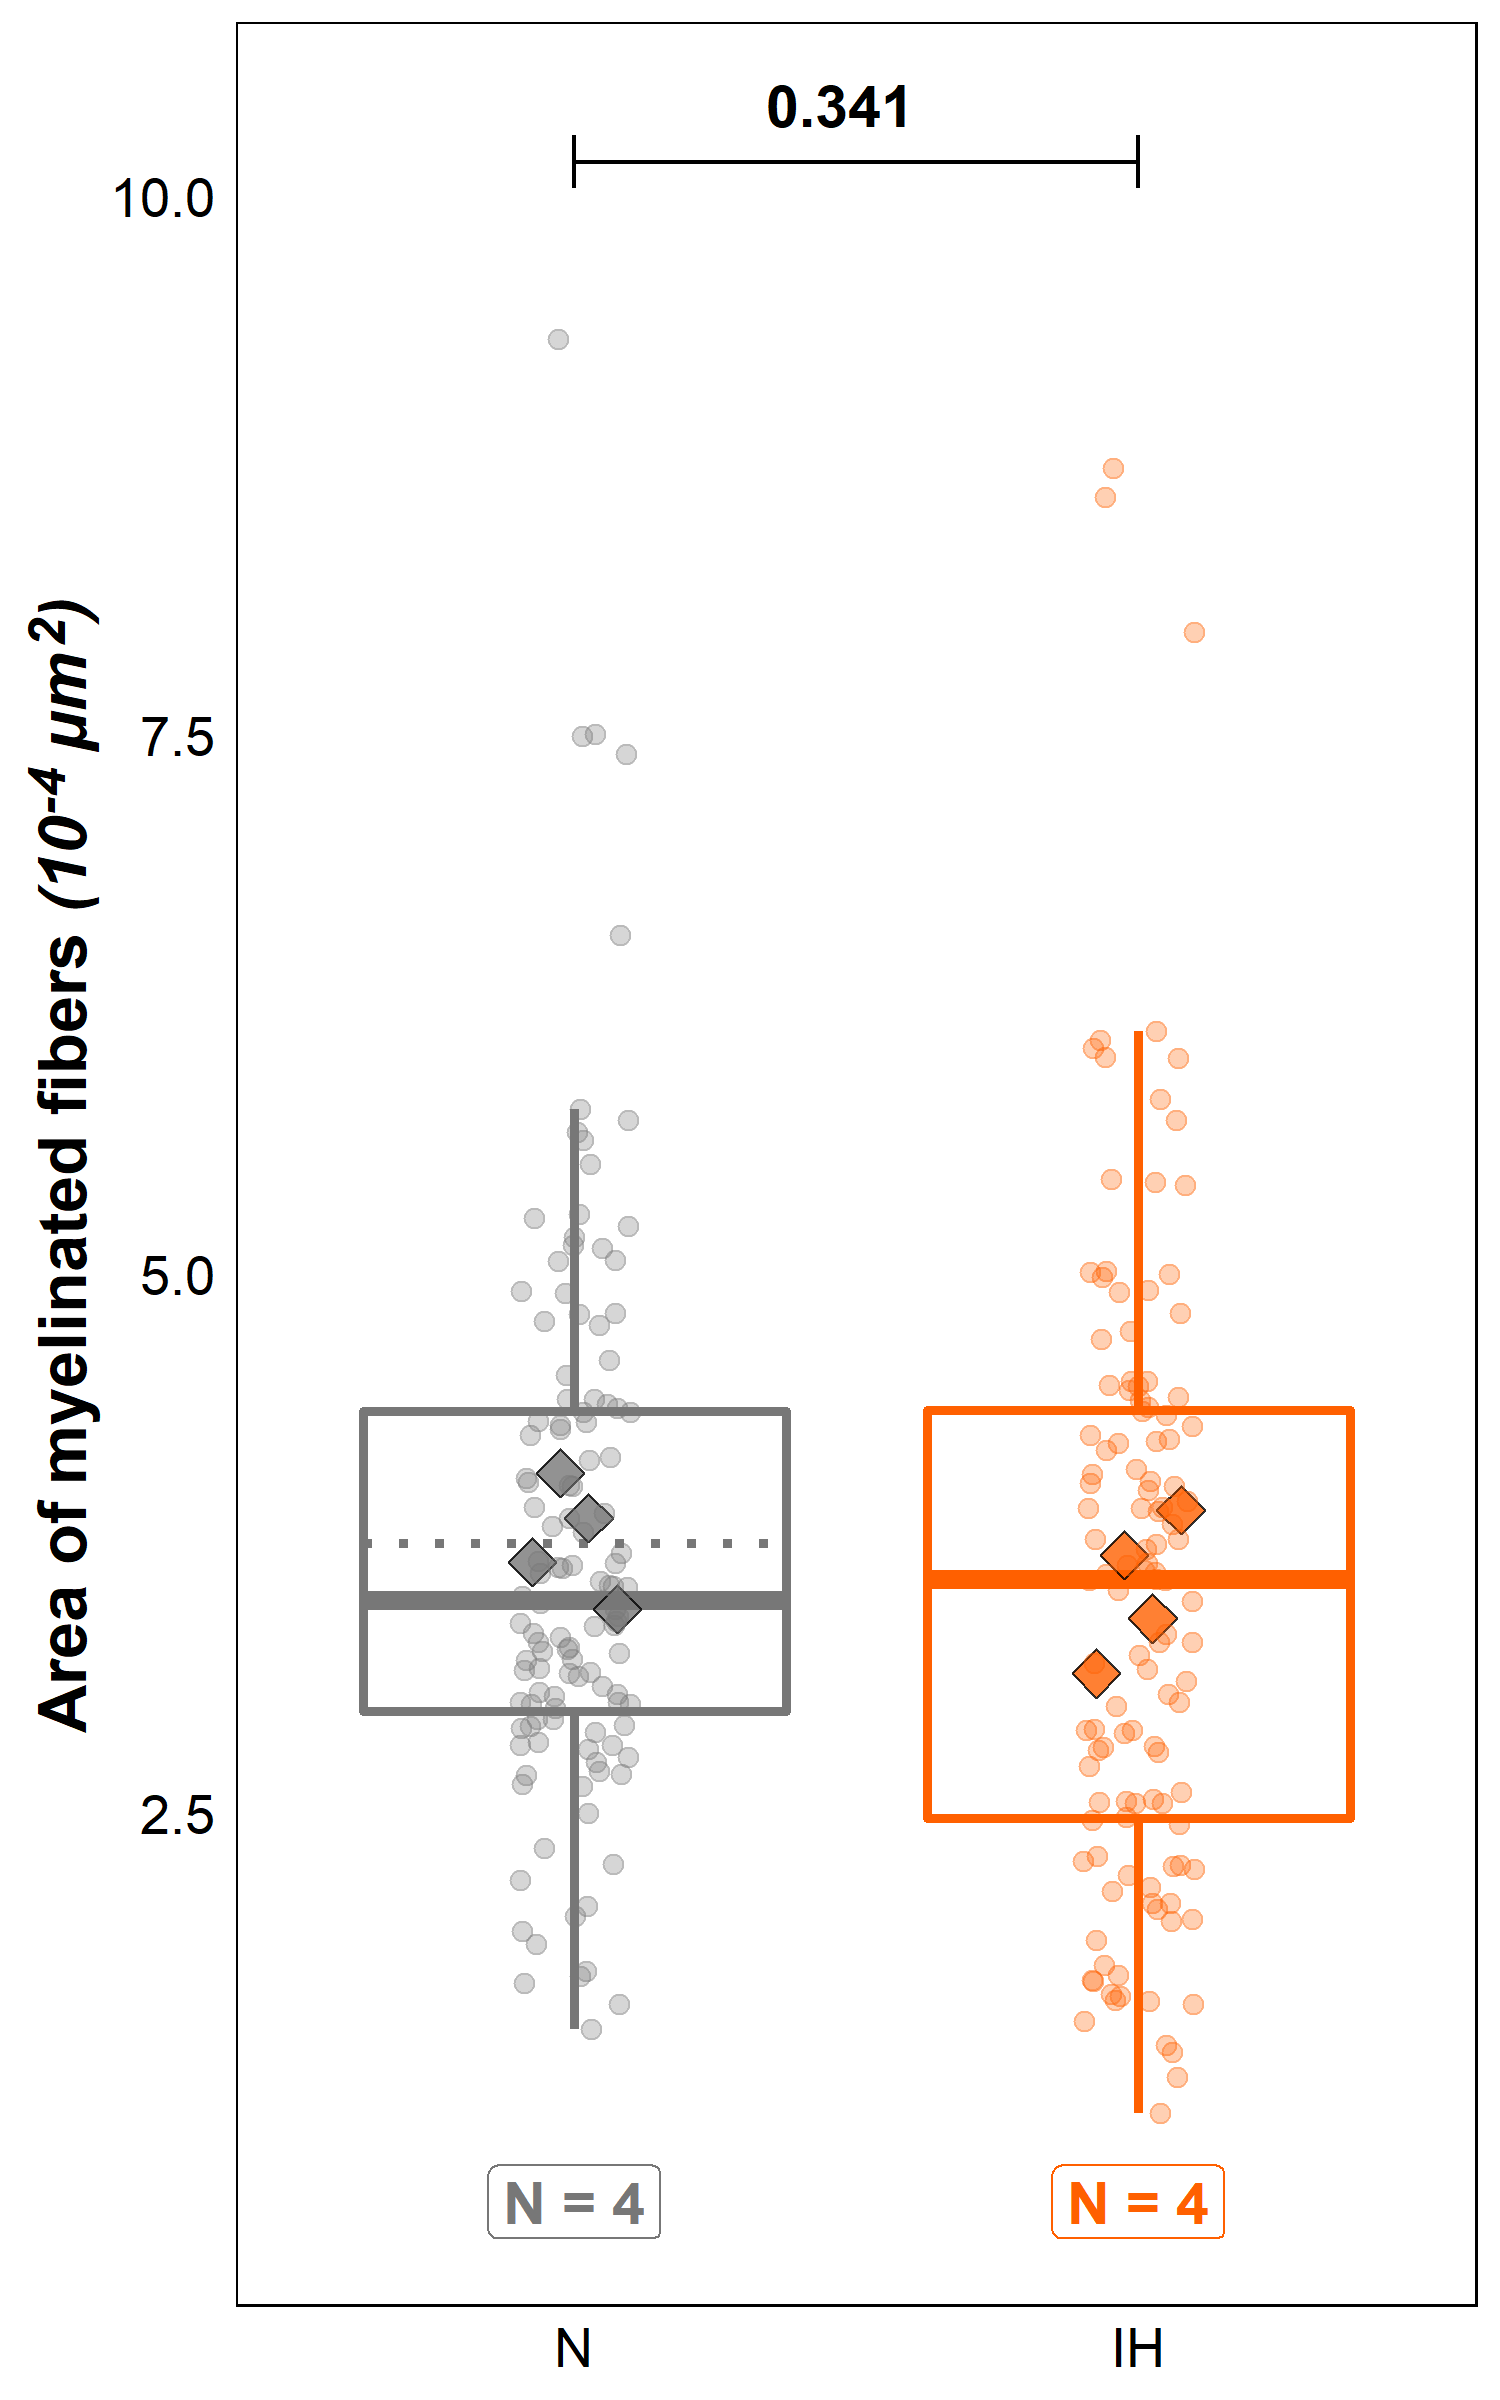 0.341
10.0
7.5
5.0
2.5
Area of myelinated fibers (10⁻⁴ µm²)
N = 4
N = 4
N
IH